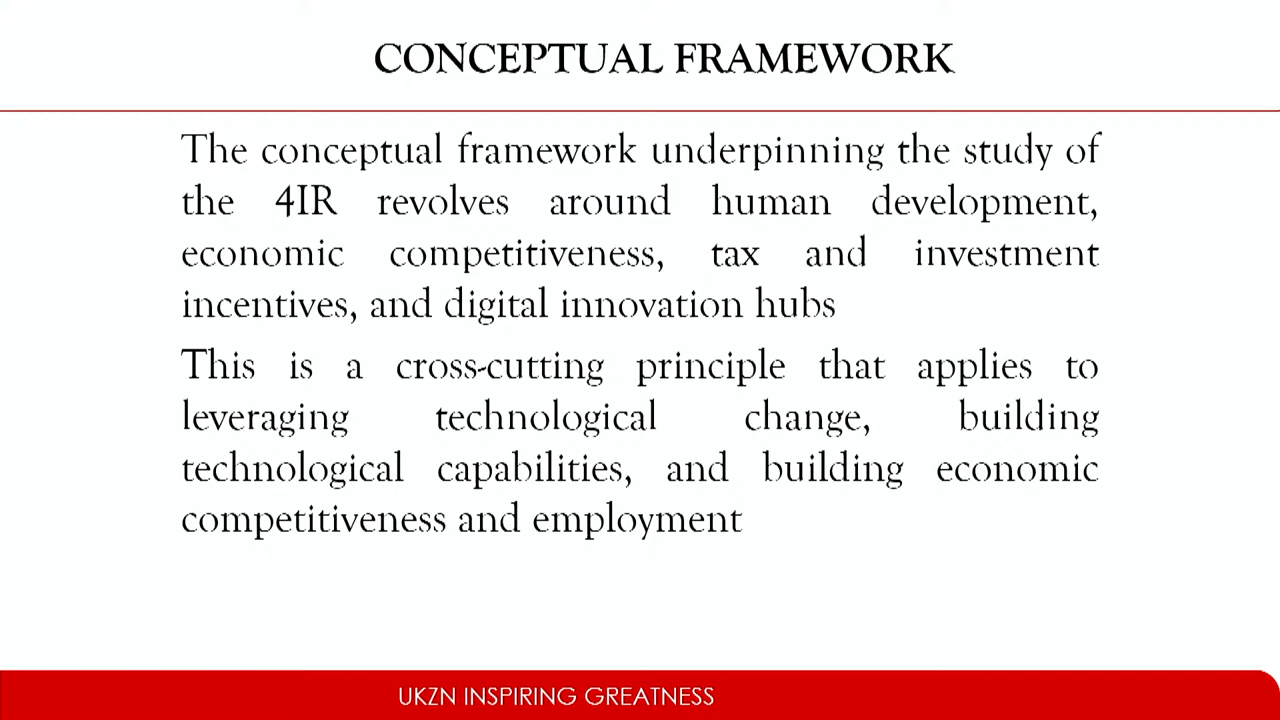 CONCEPTUAL FRAMEWORK
The conceptual framework underpinning the study of
the 4IR revolves around human development,
economic competitiveness, tax and investment
incentives, and digital innovation hubs
This is a cross-cutting principle that applies to
leveraging technological change, building
technological capabilities, and building economic
competitiveness and employment
UKZN INSPIRING GREATNESS